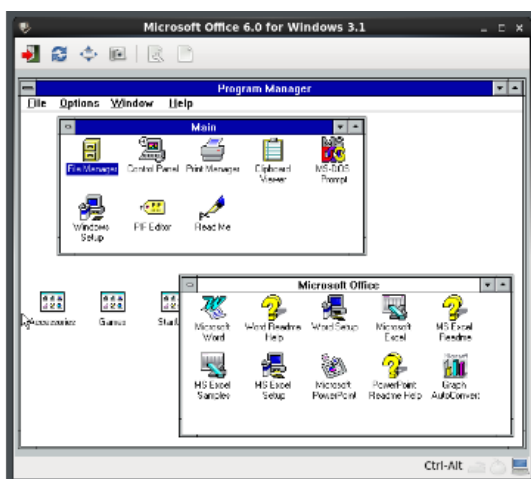 Microsoft Office 6.0 for Windows 3.1
Program Manager
File Options Window Help
Main
File Manager Control Panel Print Manager Clipboard Viewer MS-DOS Prompt
Windows Setup PIF Editor Read Me
Accessories Games
Microsoft Office
Microsoft Word Word Readme Help Word Setup Microsoft Excel MS Excel Readme
MS Excel Samples MS Excel Setup Microsoft PowerPoint PowerPoint Readme Help Graph AutoConvert
Ctrl-Alt